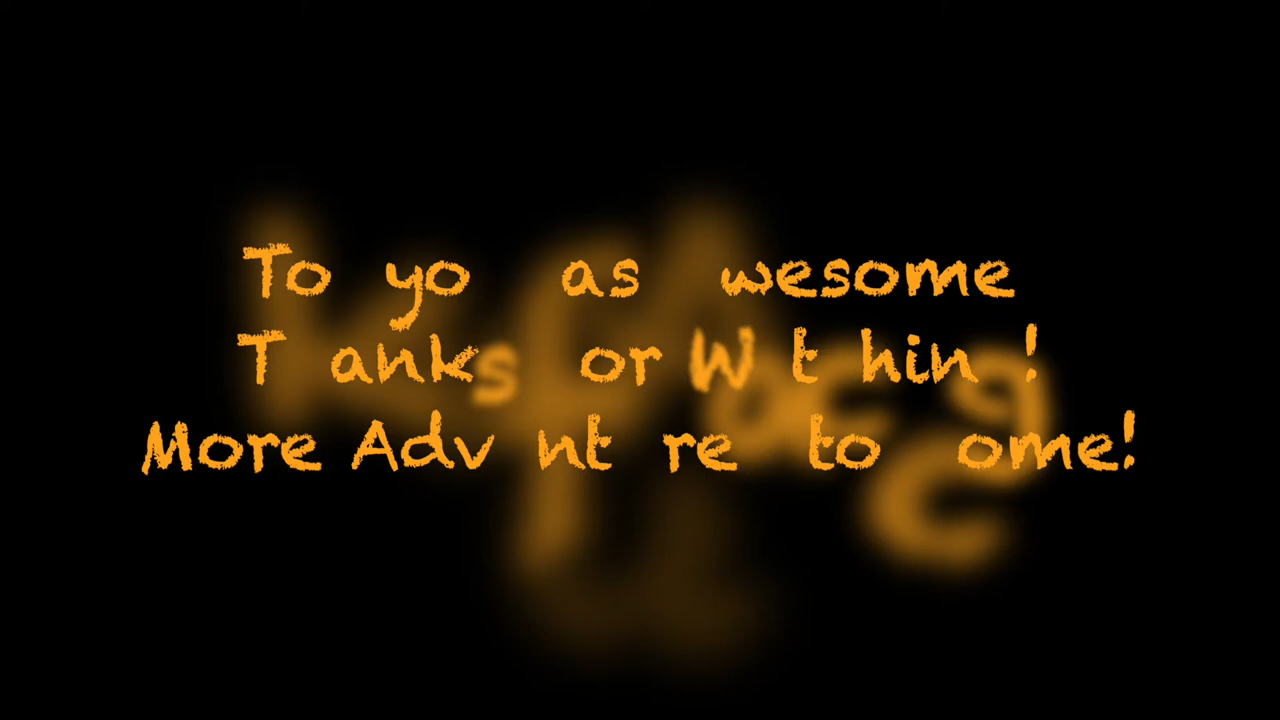 To yo as wesome
T anks or W t hin !
More Adv nt re to ome!